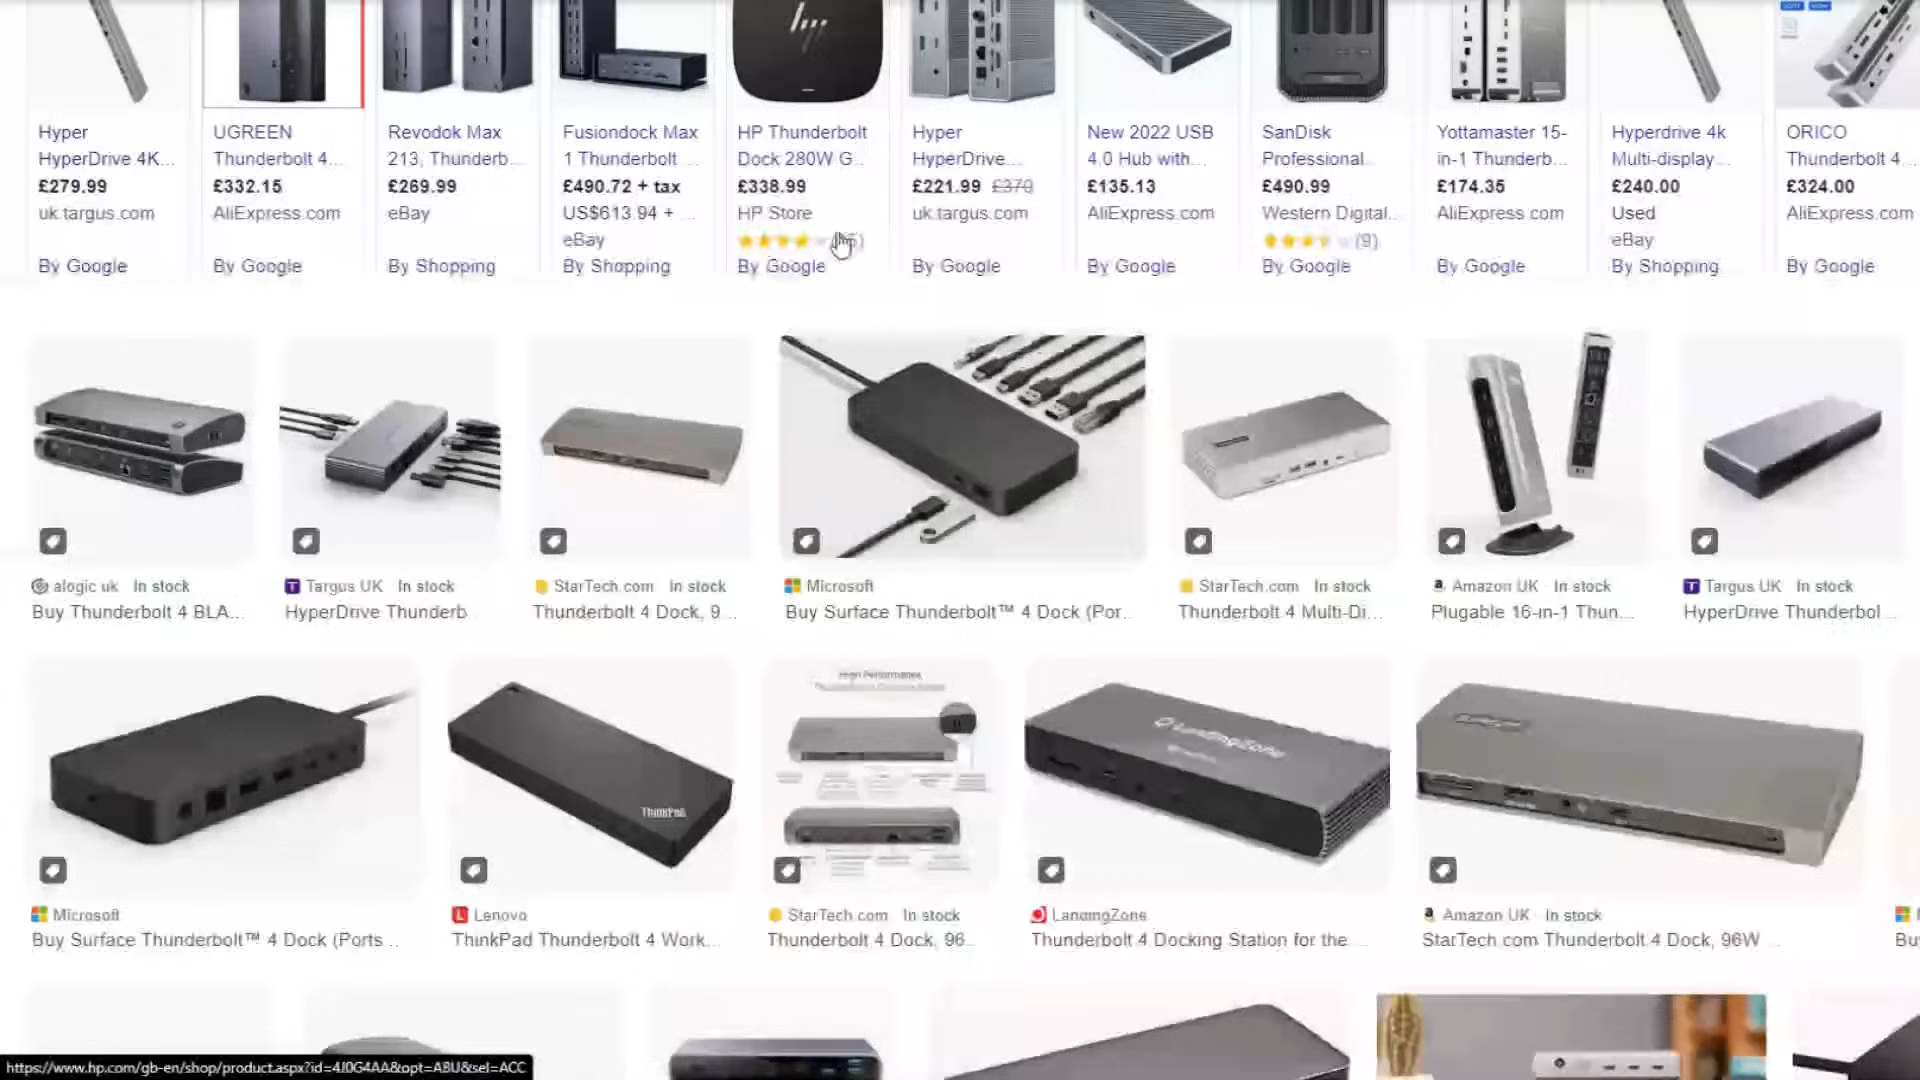 Hyper
HyperDrive 4K...
£279.99
uk.targus.com
By Google
UGREEN
Thunderbolt 4...
£332.15
AliExpress.com
By Google
Revodok Max
213, Thunderb...
£269.99
eBay
By Shopping
Fusiondock Max
1 Thunderbolt ...
£490.72 + tax
US$613.94 + ...
eBay
By Shopping
HP Thunderbolt
Dock 280W G...
£338.99
HP Store
By Google
Hyper
HyperDrive...
£221.99 £370
uk.targus.com
By Google
New 2022 USB
4.0 Hub with...
£135.13
AliExpress.com
By Google
SanDisk
Professional...
£490.99
Western Digital...
(9)
By Google
Yottamaster 15-
in-1 Thunderb...
£174.35
AliExpress.com
By Google
Hyperdrive 4k
Multi-display...
£240.00
Used
eBay
By Shopping
ORICO
Thunderbolt 4...
£324.00
AliExpress.com
By Google
alogic uk In stock
Buy Thunderbolt 4 BLA...
Targus UK In stock
HyperDrive Thunderb
StarTech.com In stock
Thunderbolt 4 Dock, 9...
Microsoft
Buy Surface Thunderbolt™ 4 Dock (Por...
StarTech.com In stock
Thunderbolt 4 Multi-Di...
Amazon UK In stock
Plugable 16-in-1 Thun...
Targus UK In stock
HyperDrive Thunderbol...
Microsoft
Buy Surface Thunderbolt™ 4 Dock (Ports ...
ThinkPad
Lenovo
ThinkPad Thunderbolt 4 Work...
High Performance
StarTech.com In stock
Thunderbolt 4 Dock, 96...
LandingZone
LandingZone
Thunderbolt 4 Docking Station for the ...
Amazon UK In stock
StarTech.com Thunderbolt 4 Dock, 96W ...
https://www.hp.com/gb-en/shop/product.aspx?id=4J0G4AA&opt=ABU&sel=ACC